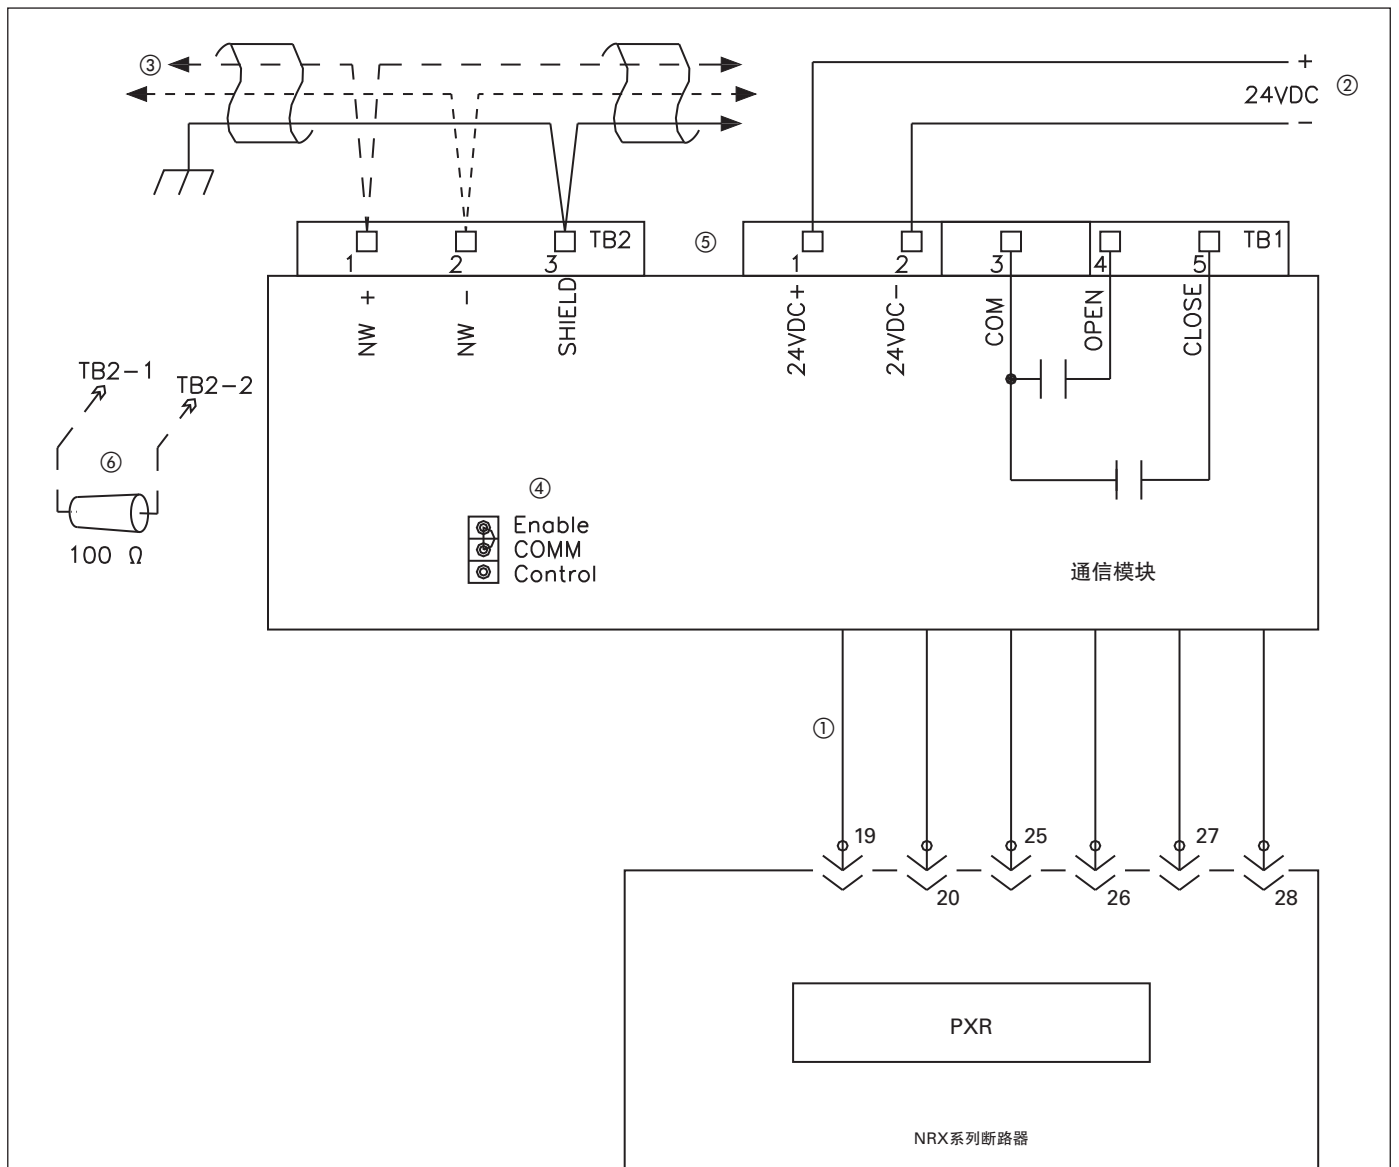 ③
+
24VDC ②
−
TB2
⑤
TB1
1 2 3
1 2 3 4 5
NW +
NW −
SHIELD
24VDC+
24VDC−
COM
OPEN
CLOSE
TB2−1
TB2−2
⑥
100 Ω
④
Enable
COMM
Control
通信模块
①
19 25 27
20 26 28
PXR
NRX系列断路器